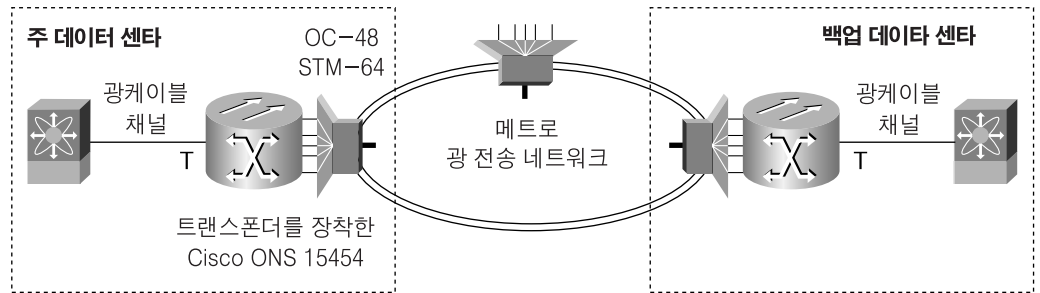 주 데이터 센타
OC-48
STM-64
광케이블
채널
T
트랜스폰더를 장착한
Cisco ONS 15454
메트로
광 전송 네트워크
백업 데이타 센타
광케이블
채널
T